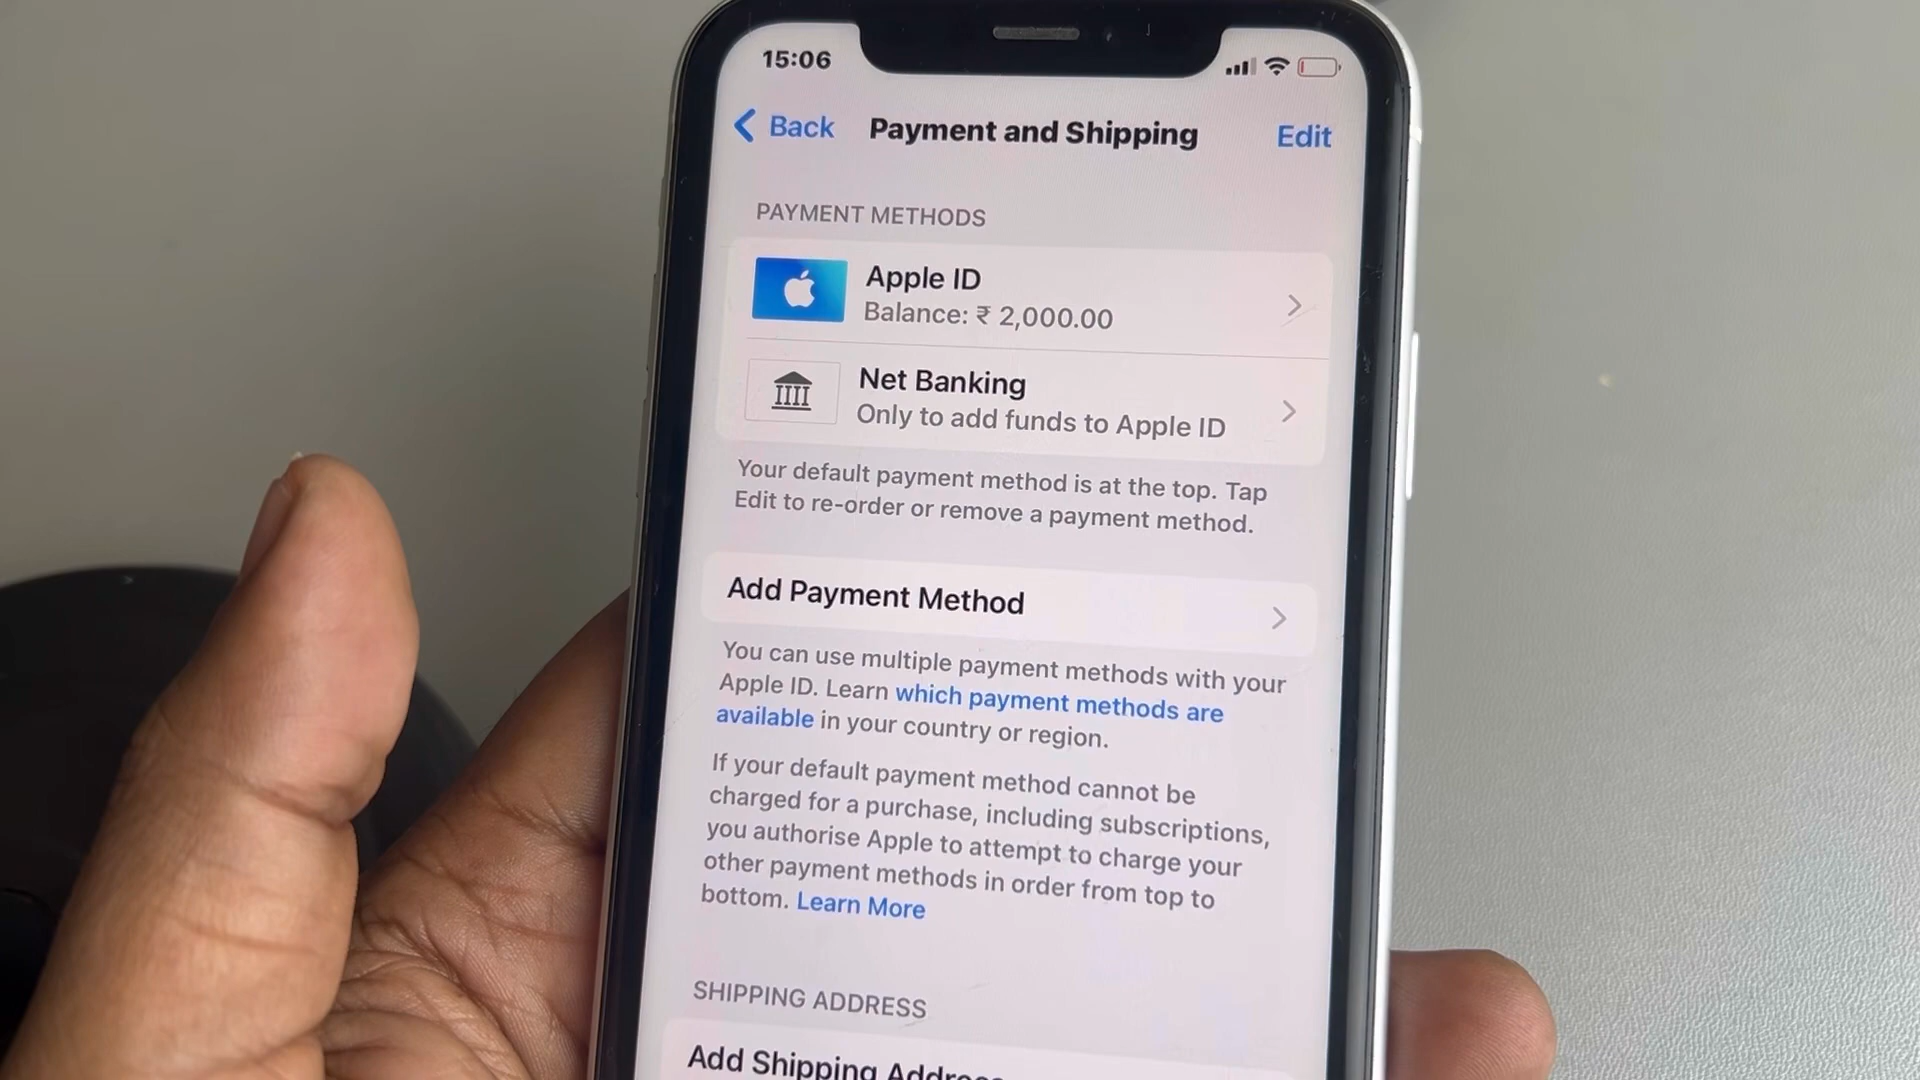 15:06
Back Payment and Shipping Edit
PAYMENT METHODS
Apple ID
Balance: ₹ 2,000.00
Net Banking
Only to add funds to Apple ID
Your default payment method is at the top. Tap
Edit to re-order or remove a payment method.
Add Payment Method
You can use multiple payment methods with your
Apple ID. Learn which payment methods are
available in your country or region.
If your default payment method cannot be
charged for a purchase, including subscriptions,
you authorise Apple to attempt to charge your
other payment methods in order from top to
bottom. Learn More
SHIPPING ADDRESS
Add Shipping Address